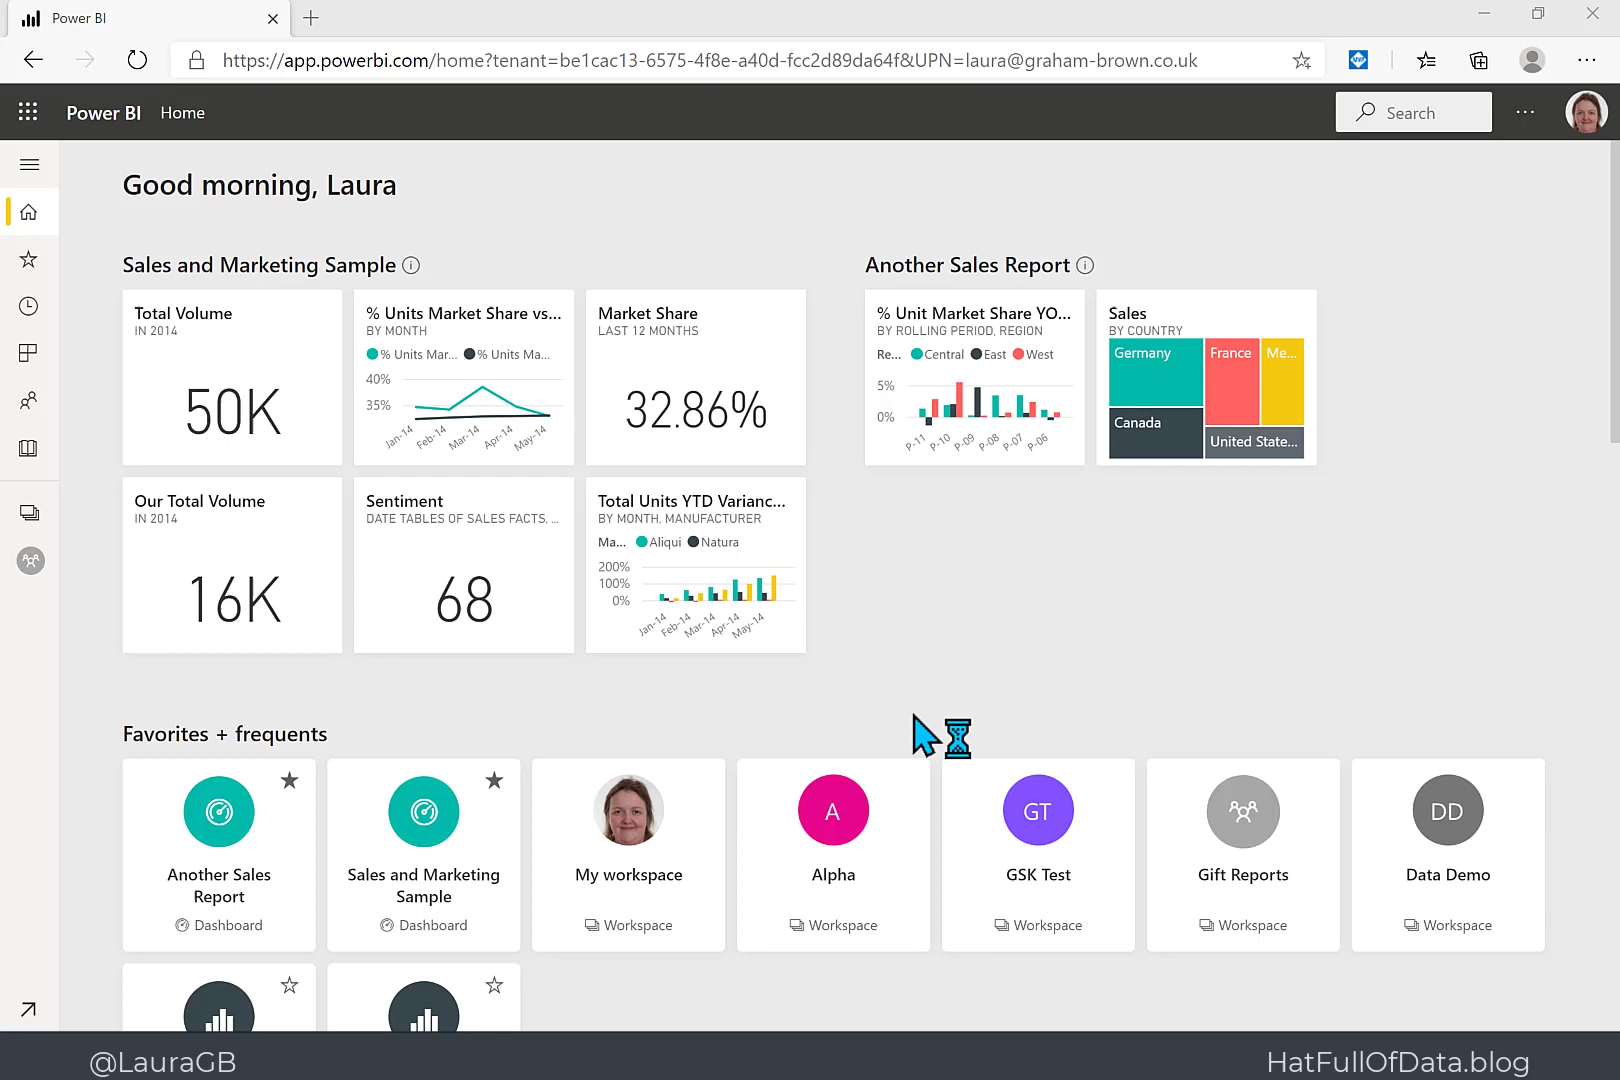 Power BI
https://app.powerbi.com/home?tenant=be1cac13-6575-4f8e-a40d-fcc2d89da64f&UPN=laura@graham-brown.co.uk
Power BI Home
Search
Good morning, Laura
Sales and Marketing Sample
Total Volume
IN 2014
50K
% Units Market Share vs...
BY MONTH
% Units Mar... % Units Ma...
40%
35%
Jan-14 Feb-14 Mar-14 Apr-14 May-14
Market Share
LAST 12 MONTHS
32.86%
Our Total Volume
IN 2014
16K
Sentiment
DATE TABLES OF SALES FACTS, ...
68
Total Units YTD Varianc...
BY MONTH, MANUFACTURER
Ma... Aliqui Natura
200%
100%
0%
Jan-14 Feb-14 Mar-14 Apr-14 May-14
Another Sales Report
% Unit Market Share YO...
BY ROLLING PERIOD, REGION
Re... Central East West
5%
0%
P-11 P-10 P-09 P-08 P-07 P-06
Sales
BY COUNTRY
Germany
France
Me...
Canada
United State...
Favorites + frequents
Another Sales
Report
Dashboard
Sales and Marketing
Sample
Dashboard
My workspace
Workspace
A
Alpha
Workspace
GT
GSK Test
Workspace
Gift Reports
Workspace
DD
Data Demo
Workspace
@LauraGB
HatFullOfData.blog